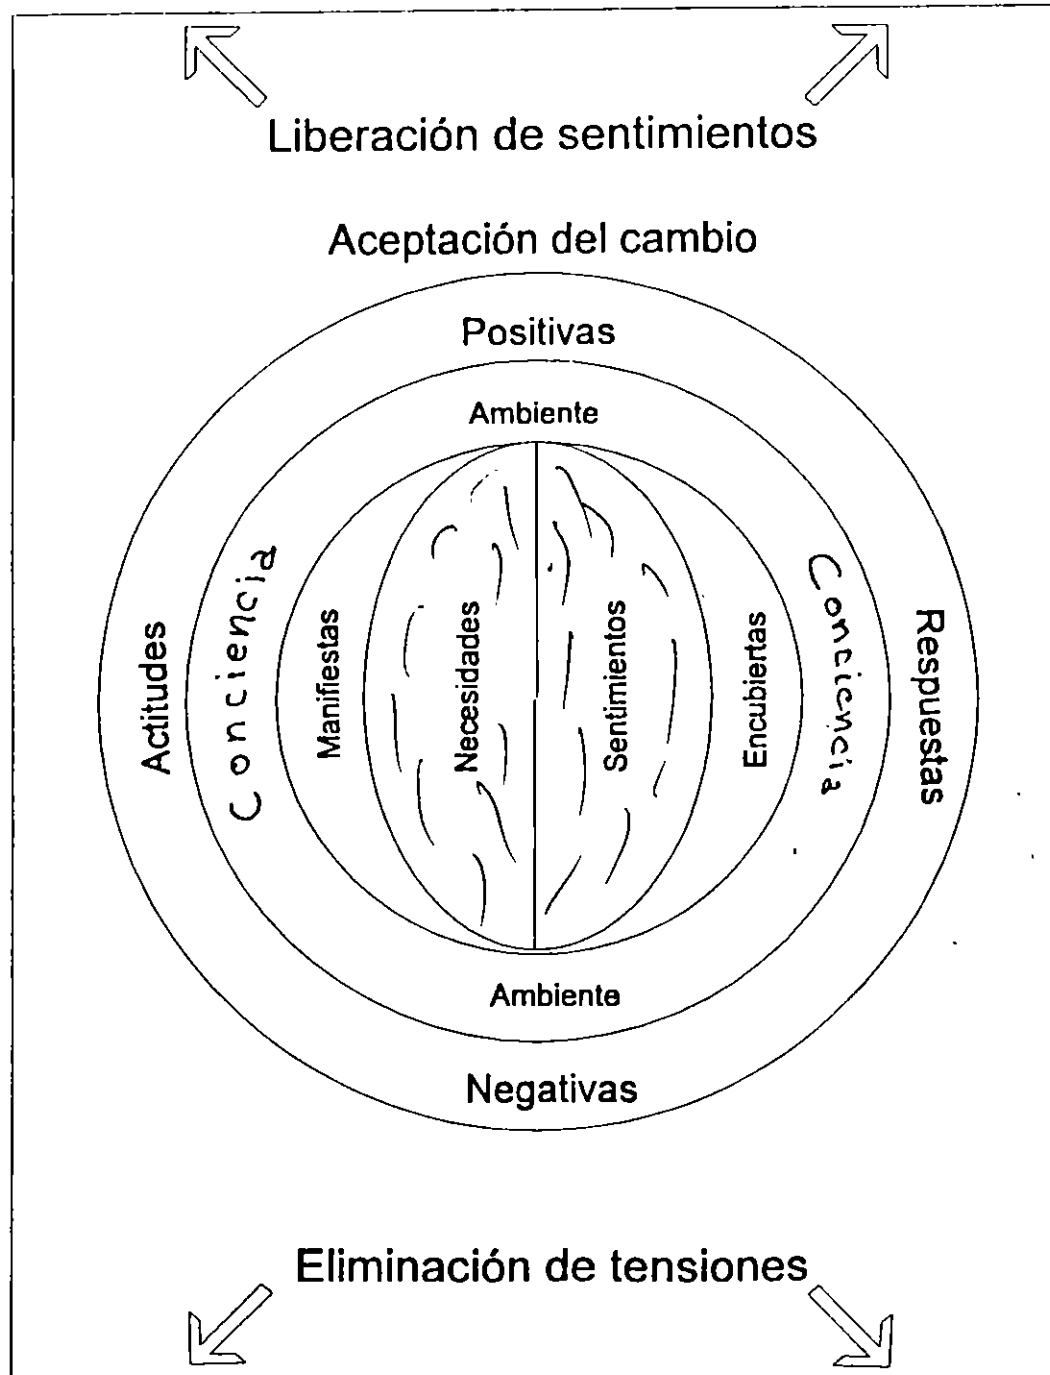 Liberación de sentimientos
Aceptación del cambio
Positivas
Ambiente
Actitudes
Conciencia
Manifiestas
Necesidades
Sentimientos
Encubiertas
Conciencia
Respuestas
Ambiente
Negativas
Eliminación de tensiones